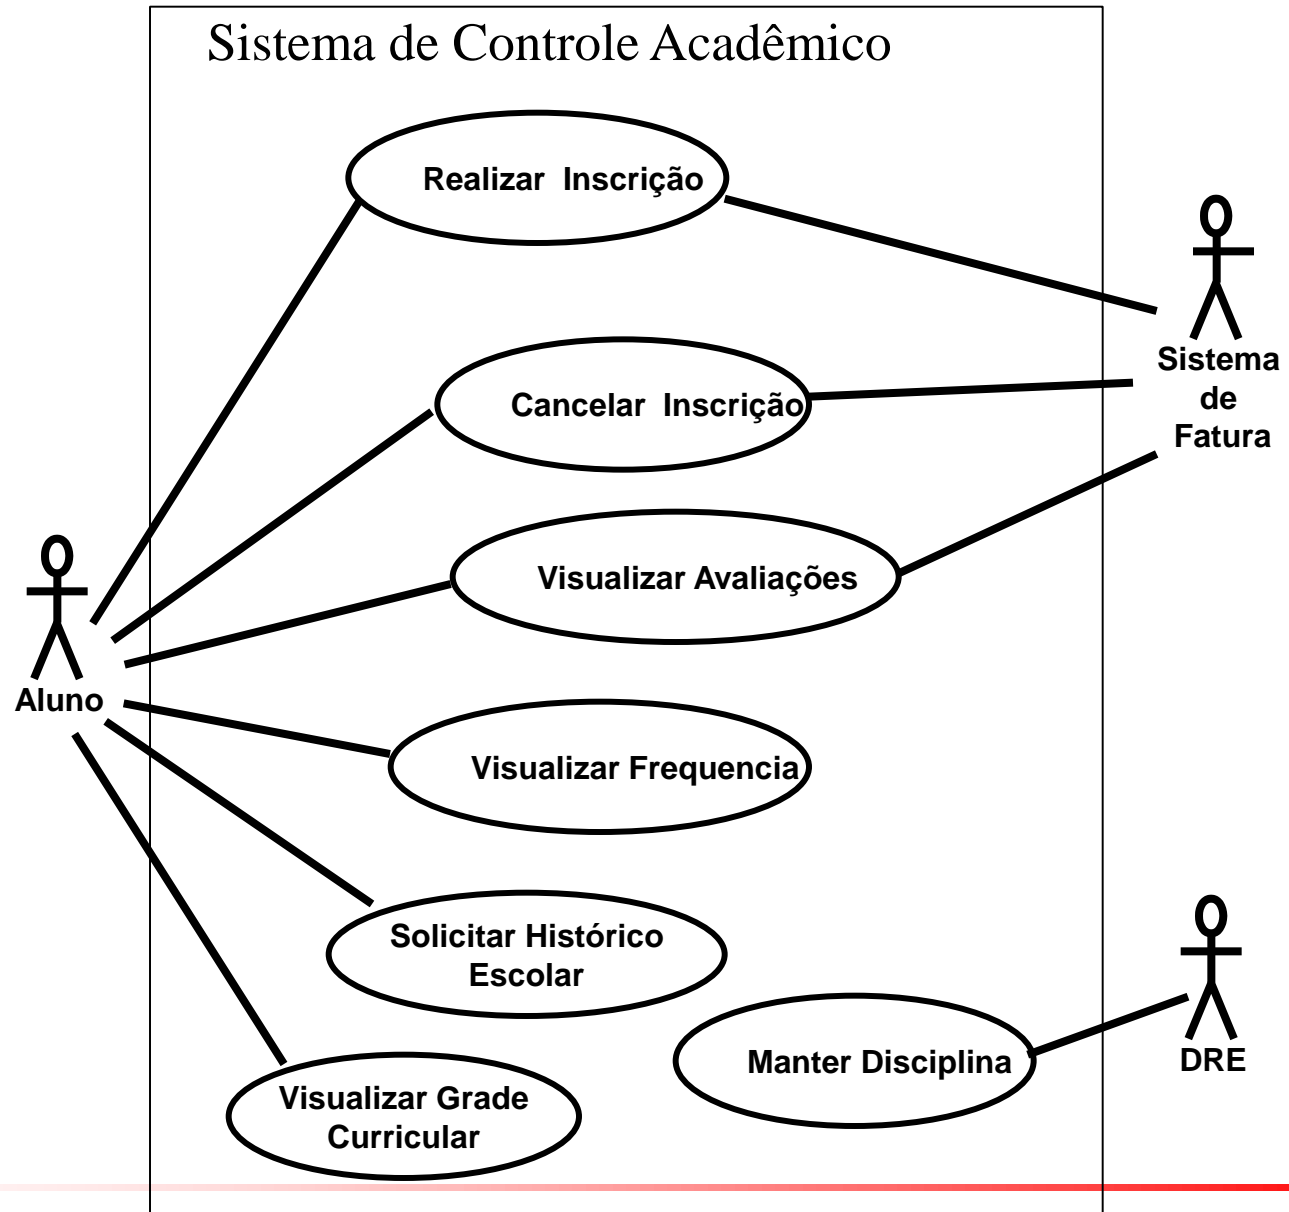 Sistema de Controle Acadêmico
Realizar Inscrição
Sistema
de
Fatura
Cancelar Inscrição
Visualizar Avaliações
Aluno
Visualizar Frequencia
Solicitar Histórico
Escolar
Manter Disciplina
DRE
Visualizar Grade
Curricular